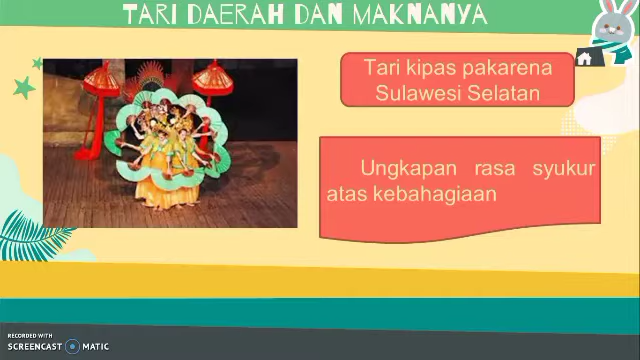 TARI DAERAH DAN MAKNANYA
Tari kipas pakarena
Sulawesi Selatan
Ungkapan rasa syukur
atas kebahagiaan
RECORDED WITH
SCREENCAST MATIC